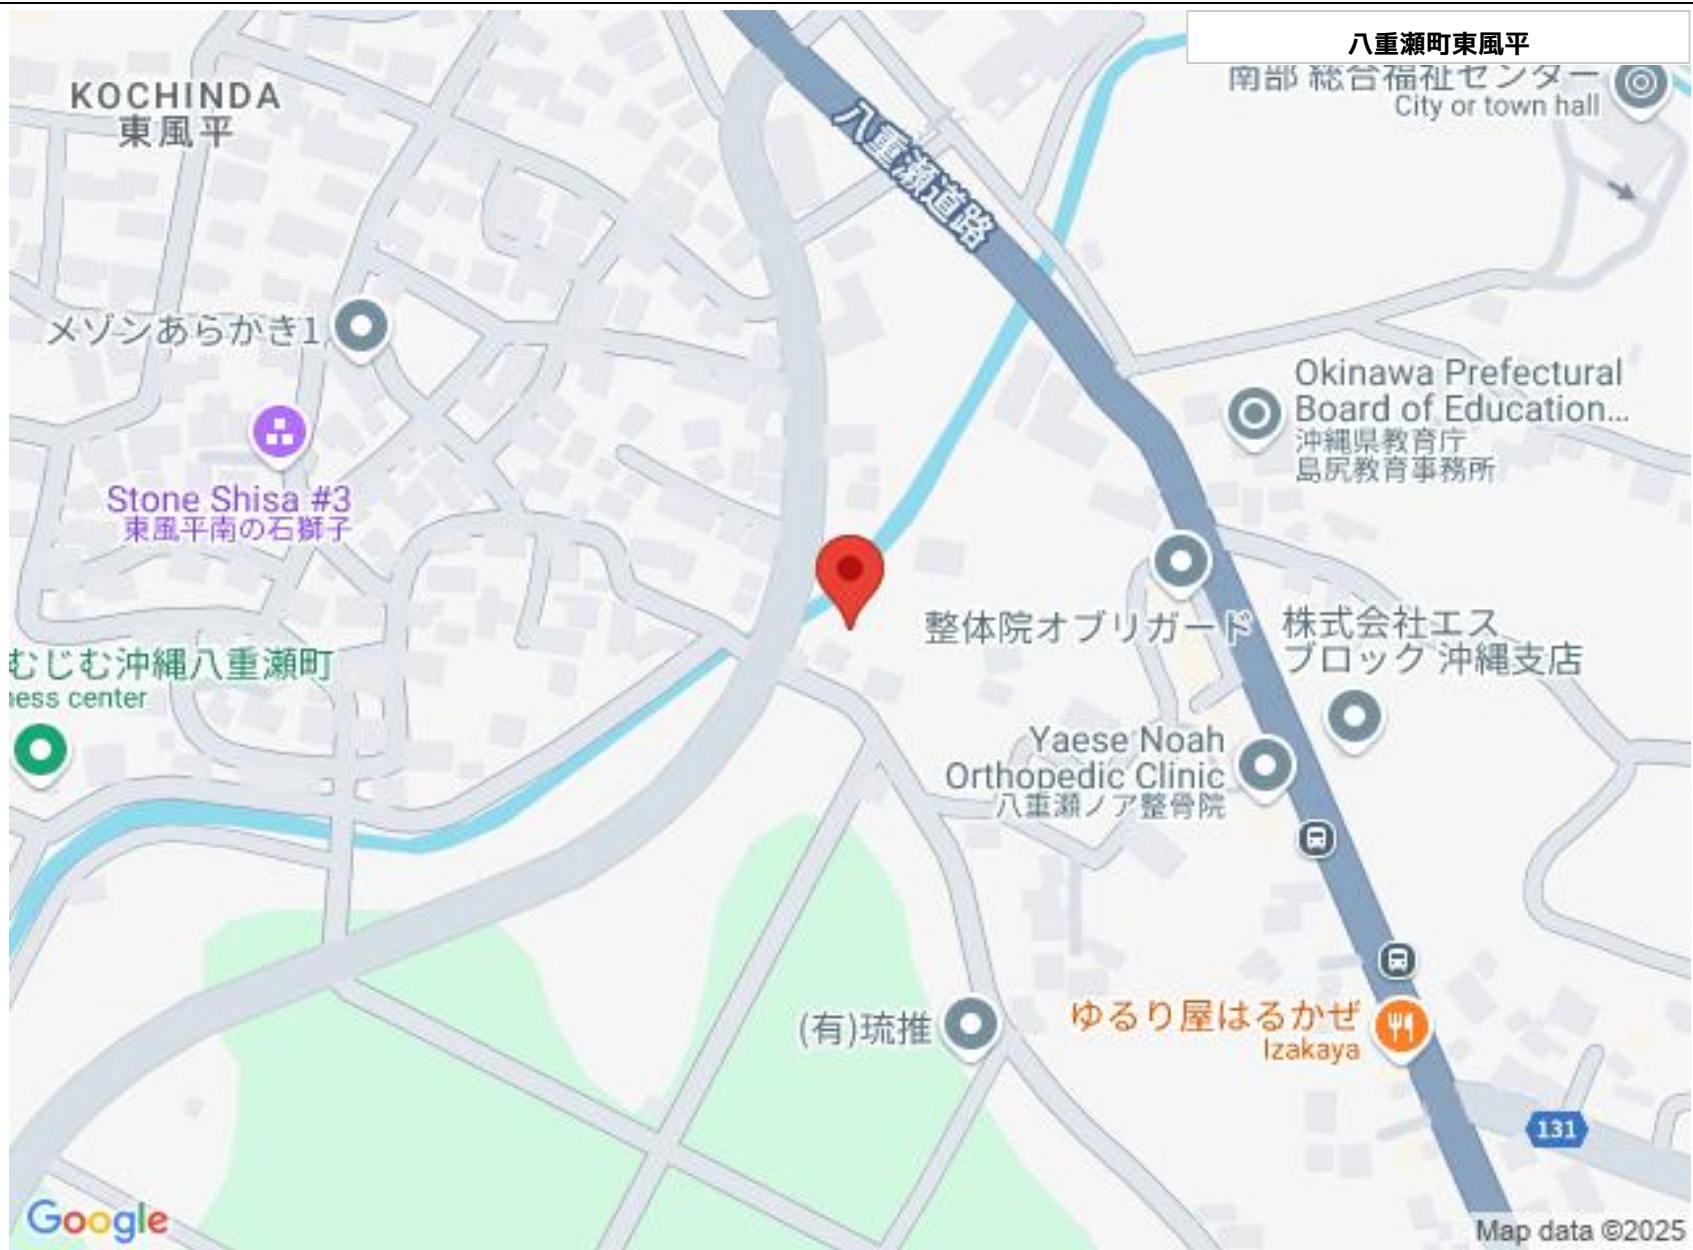 八重瀬町東風平
KOCHINDA
東風平
南部 総合福祉センター
City or town hall
八重瀬道路
メゾンあらかき1
Okinawa Prefectural
Board of Education...
沖縄県教育庁
島尻教育事務所
Stone Shisa #3
東風平南の石獅子
整体院オブリガード
株式会社エス
ブロック 沖縄支店
むじむ沖縄八重瀬町
ness center
Yaese Noah
Orthopedic Clinic
八重瀬ノア整骨院
(有)琉推
ゆるり屋はるかぜ
Izakaya
131
Google
Map data ©2025